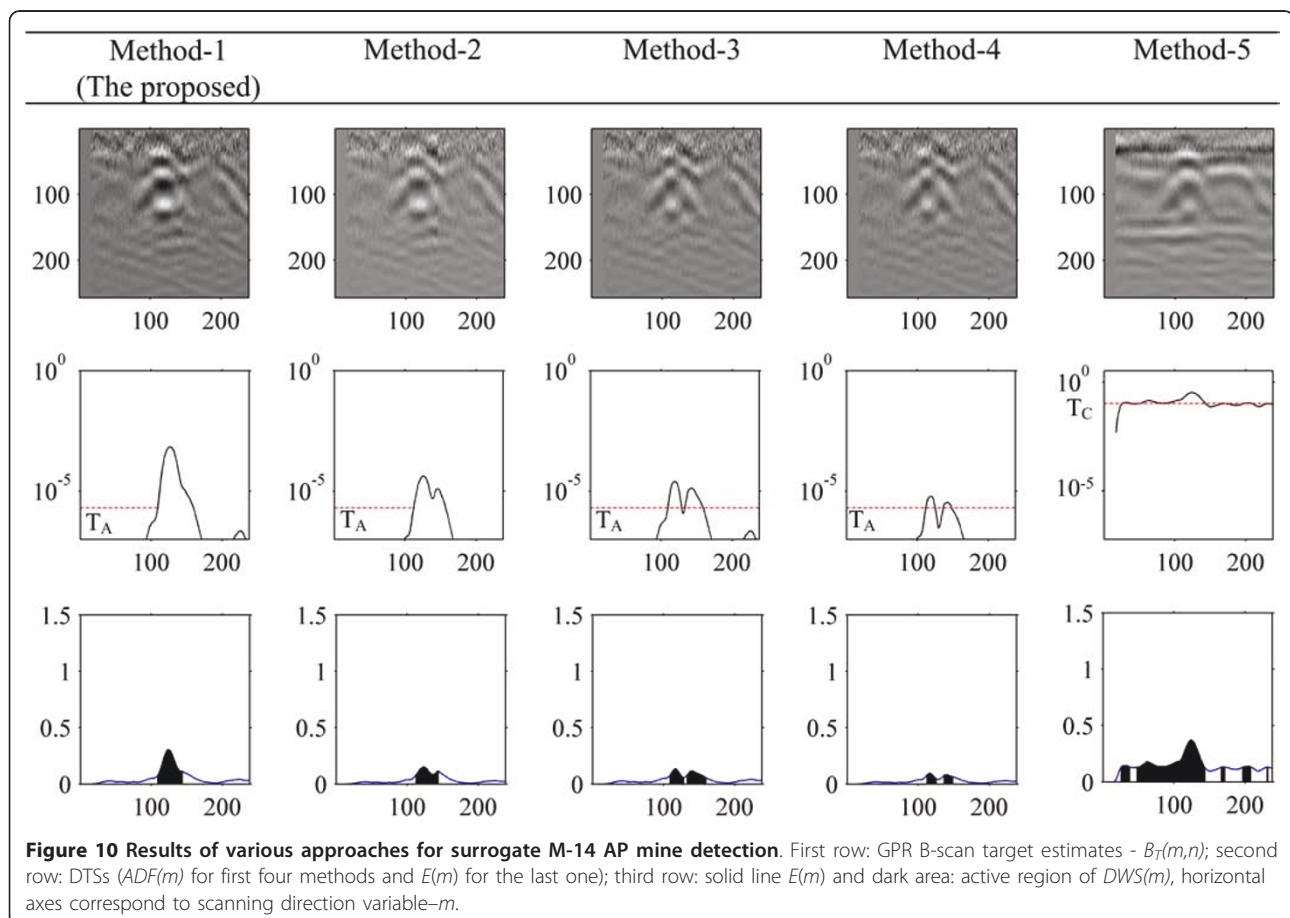 Method-1 Method-2 Method-3 Method-4 Method-5
(The proposed)
100 100 100 100 100
200 200 200 200 200
100 200 100 200 100 200 100 200 100 200
10^0 10^0 10^0 10^0 10^0
T_C
10^-5 10^-5 10^-5 10^-5 10^-5
T_A T_A T_A T_A
100 200 100 200 100 200 100 200 100 200
1.5 1.5 1.5 1.5 1.5
1 1 1 1 1
0.5 0.5 0.5 0.5 0.5
0 0 0 0 0
100 200 100 200 100 200 100 200 100 200
Figure 10 Results of various approaches for surrogate M-14 AP mine detection. First row: GPR B-scan target estimates - B_T(m,n); second
row: DTSs (ADF(m) for first four methods and E(m) for the last one); third row: solid line E(m) and dark area: active region of DWS(m), horizontal
axes correspond to scanning direction variable–m.